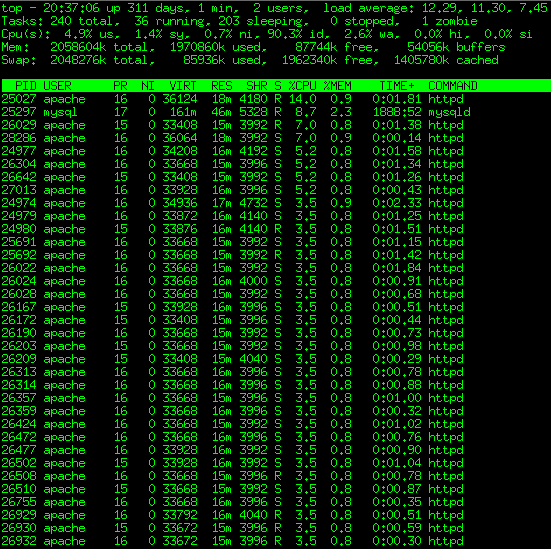 top - 20:37:06 up 311 days, 1 min, 2 users, load average: 12.29, 11.30, 7.45
Tasks: 240 total, 36 running, 203 sleeping, 0 stopped, 1 zombie
Cpu(s): 4.9% us, 1.4% sy, 0.7% ni, 90.3% id, 2.6% wa, 0.0% hi, 0.0% si
Mem: 2058604k total, 1970860k used, 87744k free, 54056k buffers
Swap: 2048276k total, 85936k used, 1962340k free, 1405780k cached
PID USER PR NI VIRT RES SHR S %CPU %MEM TIME+ COMMAND
25027 apache 16 0 36124 18m 4180 R 14.0 0.9 0:01.81 httpd
25297 mysql 17 0 161m 46m 5328 R 8.7 2.3 1888:52 mysqld
26029 apache 15 0 33408 15m 3992 R 7.0 0.8 0:01.38 httpd
28286 apache 16 0 36064 18m 3992 S 7.0 0.9 0:00.14 httpd
24977 apache 16 0 34208 16m 4192 S 5.2 0.8 0:01.58 httpd
26304 apache 16 0 33668 15m 3996 S 5.2 0.8 0:01.34 httpd
26642 apache 15 0 33408 15m 3996 S 5.2 0.8 0:01.26 httpd
27013 apache 16 0 33928 16m 3996 S 5.2 0.8 0:00.43 httpd
24974 apache 16 0 34936 17m 4732 S 3.5 0.9 0:02.33 httpd
24979 apache 16 0 33872 16m 4140 S 3.5 0.8 0:01.25 httpd
24980 apache 15 0 33876 16m 4140 R 3.5 0.8 0:01.51 httpd
25691 apache 16 0 33668 15m 3992 S 3.5 0.8 0:01.15 httpd
25692 apache 16 0 33668 15m 3992 R 3.5 0.8 0:01.42 httpd
26022 apache 16 0 33668 15m 3992 S 3.5 0.8 0:01.84 httpd
26024 apache 16 0 33668 16m 4000 S 3.5 0.8 0:00.91 httpd
26028 apache 16 0 33668 15m 3992 S 3.5 0.8 0:00.68 httpd
26167 apache 15 0 33928 16m 3996 S 3.5 0.8 0:00.51 httpd
26172 apache 15 0 33408 15m 3996 S 3.5 0.8 0:00.44 httpd
26190 apache 16 0 33668 15m 3992 S 3.5 0.8 0:00.73 httpd
26203 apache 16 0 33668 15m 3992 S 3.5 0.8 0:00.98 httpd
26209 apache 15 0 33408 15m 4040 S 3.5 0.8 0:00.29 httpd
26313 apache 16 0 33668 15m 3996 S 3.5 0.8 0:00.78 httpd
26314 apache 16 0 33668 15m 3996 S 3.5 0.8 0:00.88 httpd
26357 apache 16 0 33668 15m 3996 S 3.5 0.8 0:01.00 httpd
26359 apache 16 0 33668 15m 3996 S 3.5 0.8 0:00.32 httpd
26424 apache 16 0 33668 15m 3992 S 3.5 0.8 0:01.02 httpd
26472 apache 16 0 33668 15m 3996 S 3.5 0.8 0:00.76 httpd
26477 apache 16 0 33928 15m 3992 S 3.5 0.8 0:00.90 httpd
26502 apache 15 0 33928 16m 3996 S 3.5 0.8 0:01.04 httpd
26508 apache 16 0 33668 15m 3996 R 3.5 0.8 0:00.78 httpd
26510 apache 15 0 33668 15m 3992 S 3.5 0.8 0:00.87 httpd
26755 apache 16 0 33668 15m 3996 S 3.5 0.8 0:00.35 httpd
26929 apache 16 0 33792 16m 4040 R 3.5 0.8 0:00.51 httpd
26930 apache 15 0 33672 15m 3996 R 3.5 0.8 0:00.59 httpd
26932 apache 16 0 33672 15m 3996 S 3.5 0.8 0:00.30 httpd